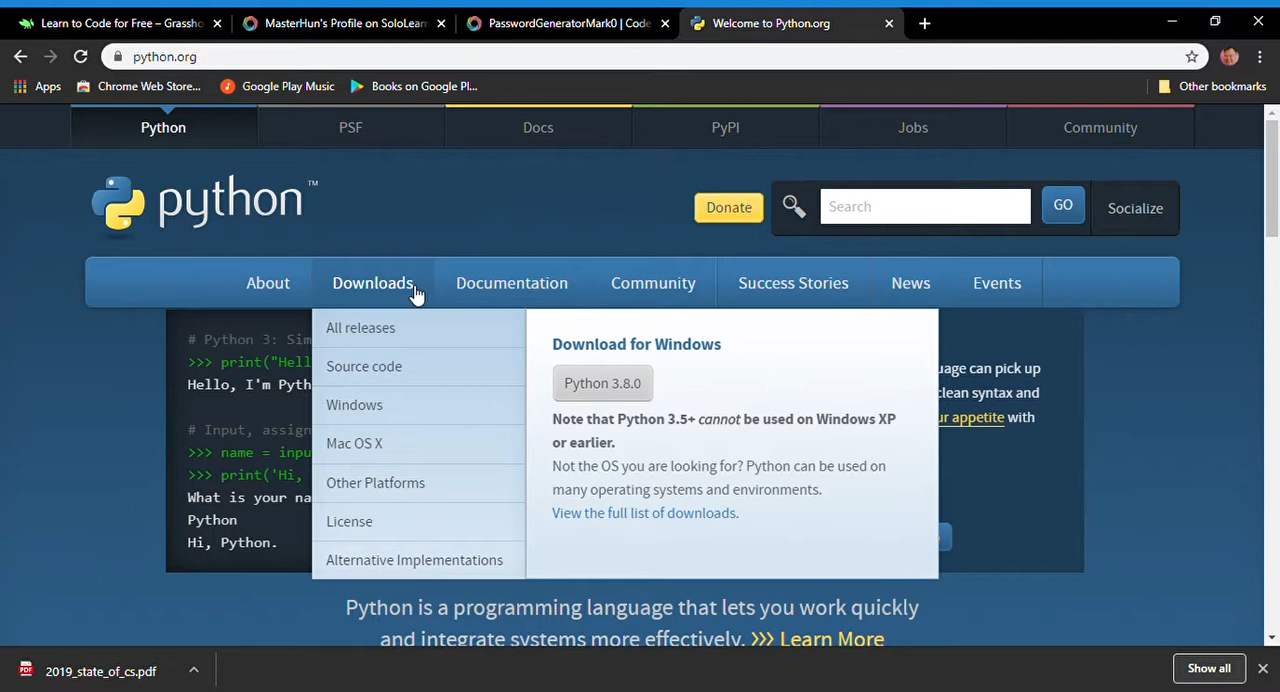 Learn to Code for Free – Grassho
MasterHun's Profile on SoloLearn
PasswordGeneratorMark0 | Code
Welcome to Python.org
python.org
Apps
Chrome Web Store...
Google Play Music
Books on Google Pl...
Other bookmarks
Python
PSF
Docs
PyPI
Jobs
Community
python™
Donate
Search
GO
Socialize
About
Downloads
Documentation
Community
Success Stories
News
Events
# Python 3: Sim
>>> print("Hell
Hello, I'm Pyth
# Input, assign
>>> name = inpu
>>> print('Hi,
What is your na
Python
Hi, Python.
All releases
Source code
Windows
Mac OS X
Other Platforms
License
Alternative Implementations
Download for Windows
Python 3.8.0
Note that Python 3.5+ cannot be used on Windows XP
or earlier.
Not the OS you are looking for? Python can be used on
many operating systems and environments.
View the full list of downloads.
uage can pick up
clean syntax and
ur appetite with
Python is a programming language that lets you work quickly
and integrate systems more effectively. >>> Learn More
PDF
2019_state_of_cs.pdf
Show all